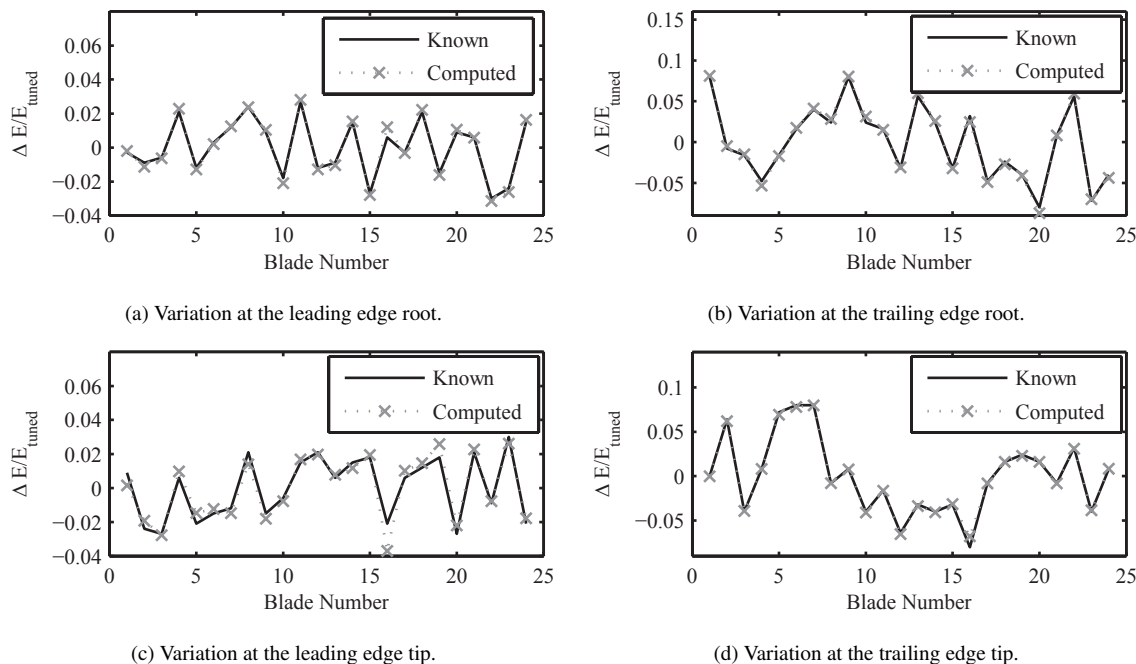 0.06
0.04
0.02
0
−0.02
−0.04
Δ E/E_tuned
0 5 10 15 20 25
Blade Number
Known
Computed
(a) Variation at the leading edge root.
0.15
0.1
0.05
0
−0.05
Δ E/E_tuned
0 5 10 15 20 25
Blade Number
Known
Computed
(b) Variation at the trailing edge root.
0.06
0.04
0.02
0
−0.02
−0.04
Δ E/E_tuned
0 5 10 15 20 25
Blade Number
Known
Computed
(c) Variation at the leading edge tip.
0.1
0.05
0
−0.05
Δ E/E_tuned
0 5 10 15 20 25
Blade Number
Known
Computed
(d) Variation at the trailing edge tip.